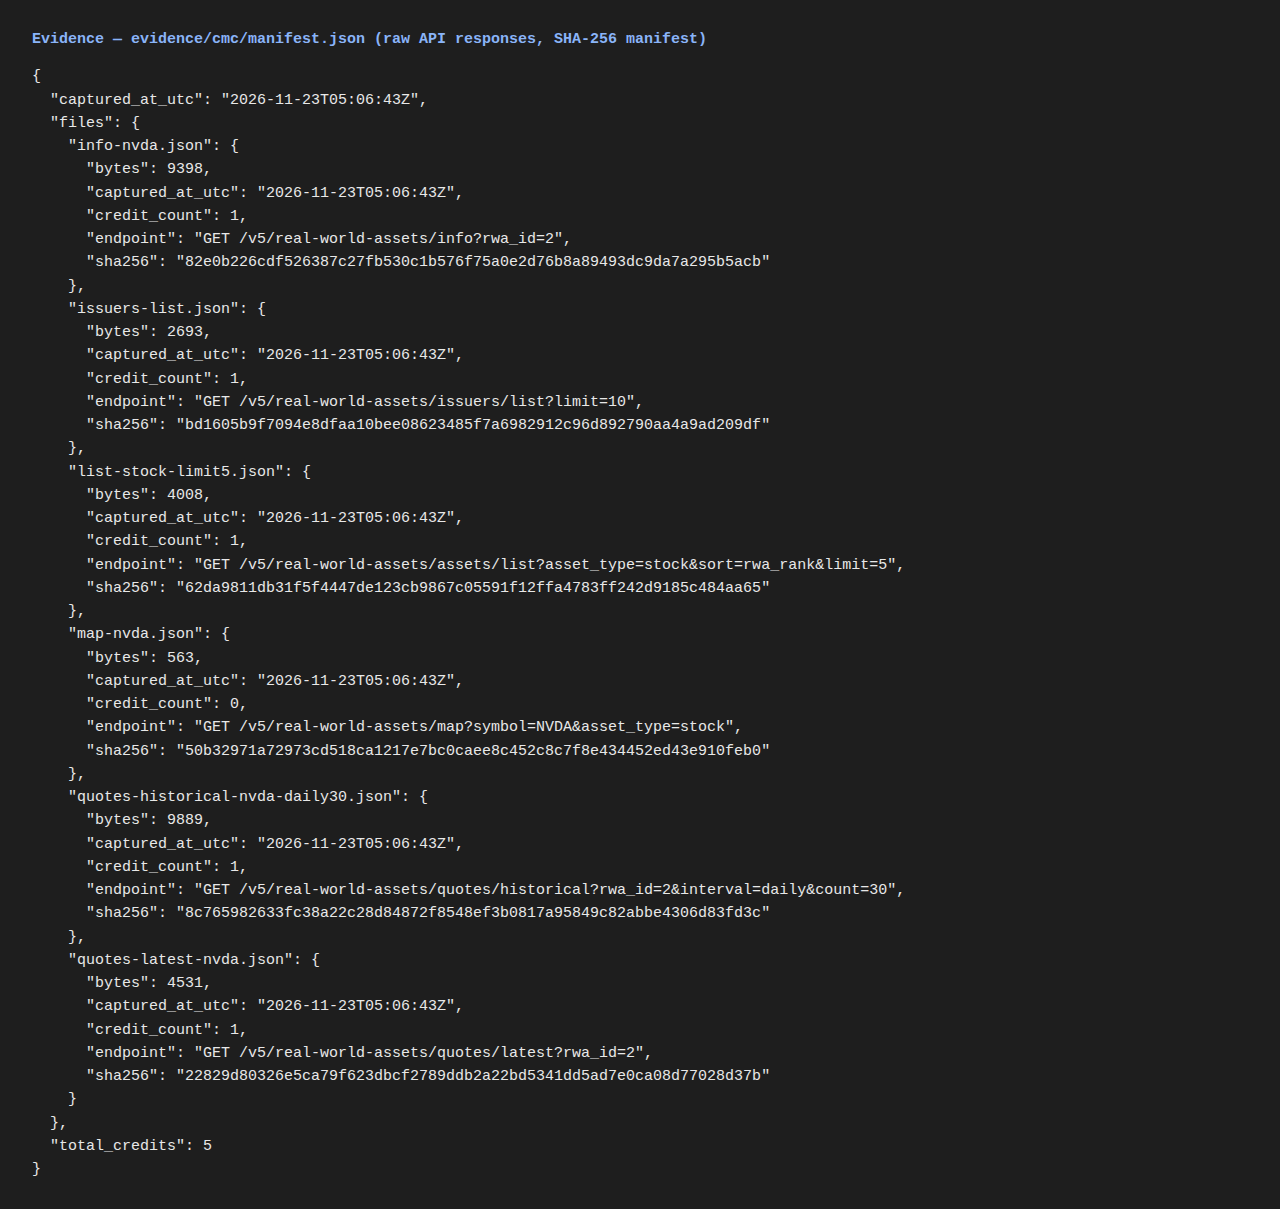 Evidence — evidence/cmc/manifest.json (raw API responses, SHA-256 manifest)
{
  "captured_at_utc": "2026-11-23T05:06:43Z",
  "files": {
    "info-nvda.json": {
      "bytes": 9398,
      "captured_at_utc": "2026-11-23T05:06:43Z",
      "credit_count": 1,
      "endpoint": "GET /v5/real-world-assets/info?rwa_id=2",
      "sha256": "82e0b226cdf526387c27fb530c1b576f75a0e2d76b8a89493dc9da7a295b5acb"
    },
    "issuers-list.json": {
      "bytes": 2693,
      "captured_at_utc": "2026-11-23T05:06:43Z",
      "credit_count": 1,
      "endpoint": "GET /v5/real-world-assets/issuers/list?limit=10",
      "sha256": "bd1605b9f7094e8dfaa10bee08623485f7a6982912c96d892790aa4a9ad209df"
    },
    "list-stock-limit5.json": {
      "bytes": 4008,
      "captured_at_utc": "2026-11-23T05:06:43Z",
      "credit_count": 1,
      "endpoint": "GET /v5/real-world-assets/assets/list?asset_type=stock&sort=rwa_rank&limit=5",
      "sha256": "62da9811db31f5f4447de123cb9867c05591f12ffa4783ff242d9185c484aa65"
    },
    "map-nvda.json": {
      "bytes": 563,
      "captured_at_utc": "2026-11-23T05:06:43Z",
      "credit_count": 0,
      "endpoint": "GET /v5/real-world-assets/map?symbol=NVDA&asset_type=stock",
      "sha256": "50b32971a72973cd518ca1217e7bc0caee8c452c8c7f8e434452ed43e910feb0"
    },
    "quotes-historical-nvda-daily30.json": {
      "bytes": 9889,
      "captured_at_utc": "2026-11-23T05:06:43Z",
      "credit_count": 1,
      "endpoint": "GET /v5/real-world-assets/quotes/historical?rwa_id=2&interval=daily&count=30",
      "sha256": "8c765982633fc38a22c28d84872f8548ef3b0817a95849c82abbe4306d83fd3c"
    },
    "quotes-latest-nvda.json": {
      "bytes": 4531,
      "captured_at_utc": "2026-11-23T05:06:43Z",
      "credit_count": 1,
      "endpoint": "GET /v5/real-world-assets/quotes/latest?rwa_id=2",
      "sha256": "22829d80326e5ca79f623dbcf2789ddb2a22bd5341dd5ad7e0ca08d77028d37b"
    }
  },
  "total_credits": 5
}